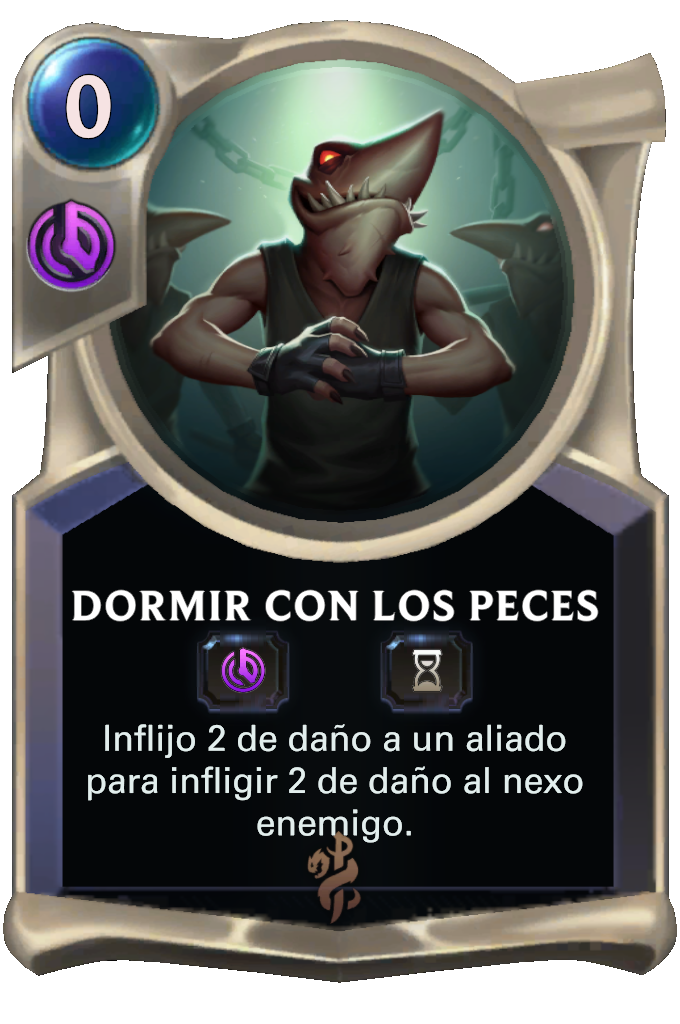 0
DORMIR CON LOS PECES
Inflijo 2 de daño a un aliado
para infligir 2 de daño al nexo
enemigo.